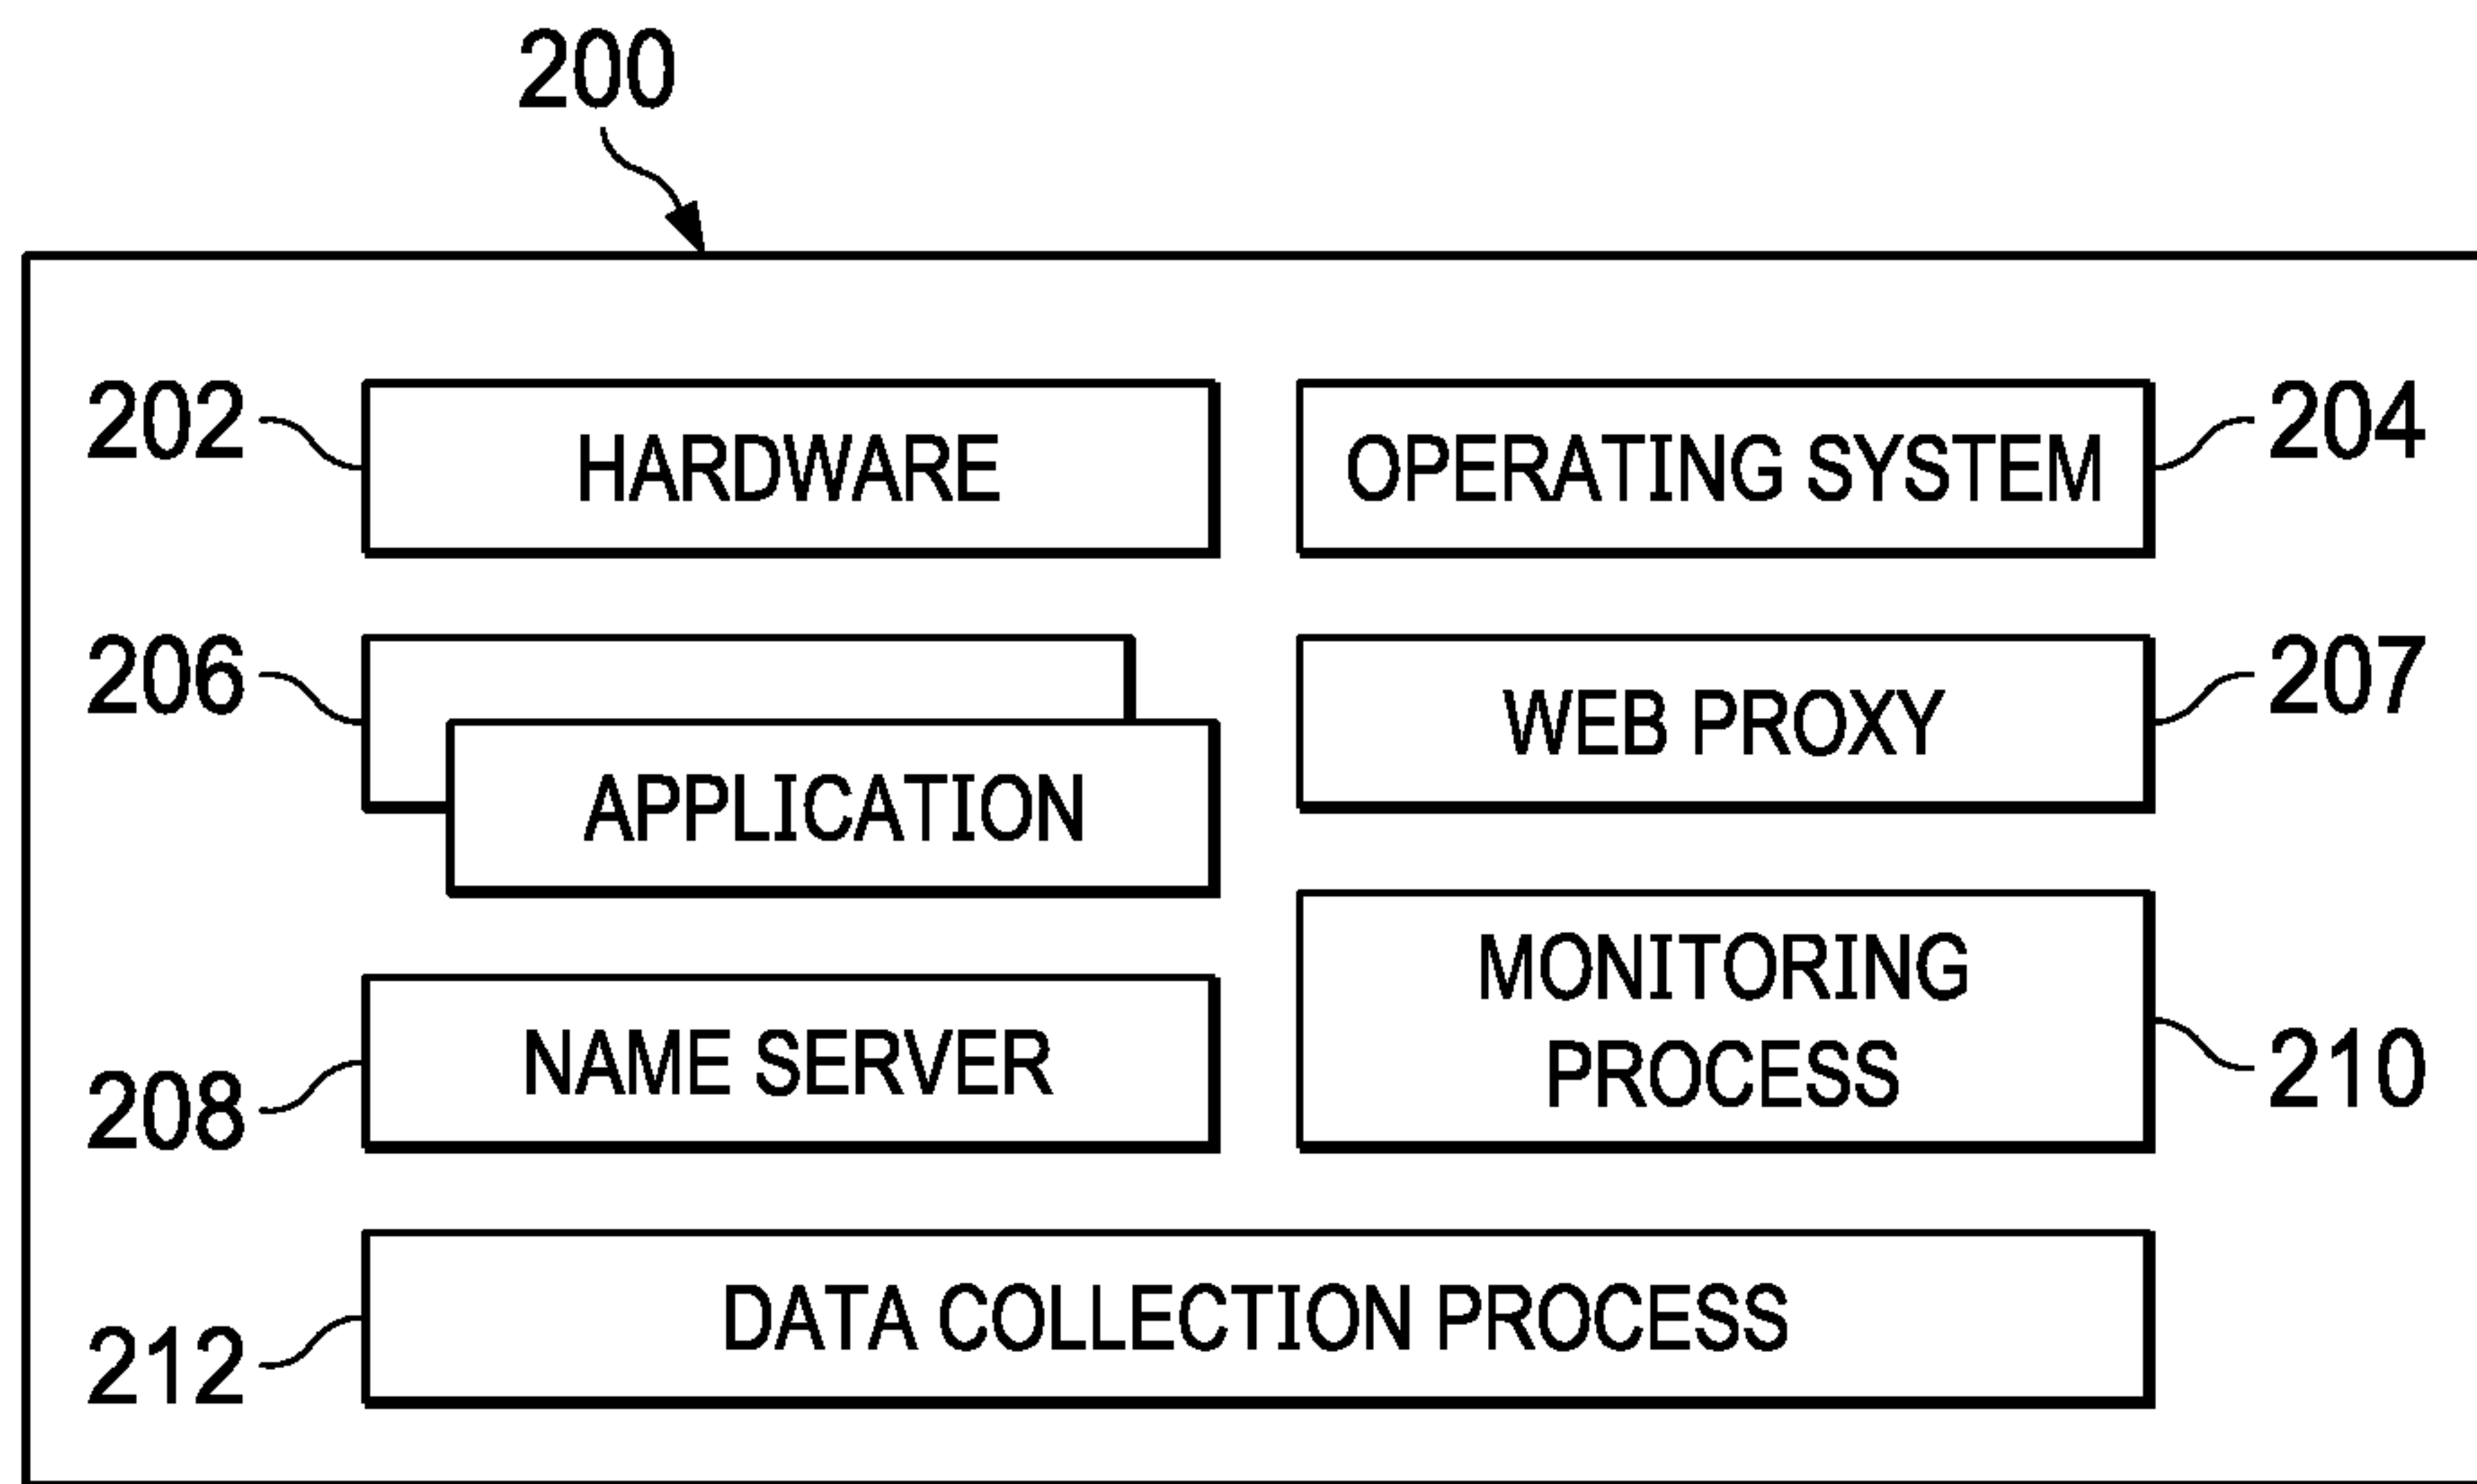 200
202 HARDWARE OPERATING SYSTEM 204
206 WEB PROXY 207
APPLICATION
MONITORING
PROCESS 210
208 NAME SERVER
212 DATA COLLECTION PROCESS